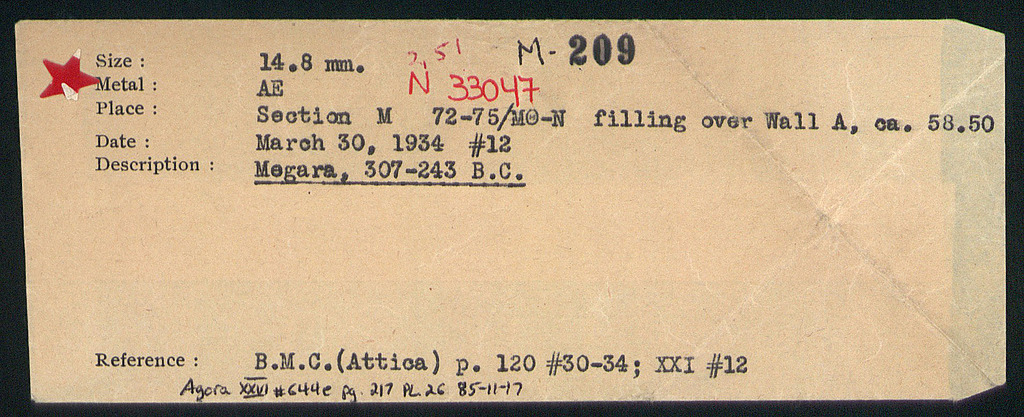 2,51 M- 209
Size : 14.8 mm.
N 33047
Metal : AE
Place : Section M 72-75/MΘ-N filling over Wall A, ca. 58.50
Date : March 30, 1934 #12
Description : Megara, 307-243 B.C.
Reference : B.M.C.(Attica) p. 120 #30-34; XXI #12
Agora XXVI #644e pg. 217 PL. 26 85-11-17